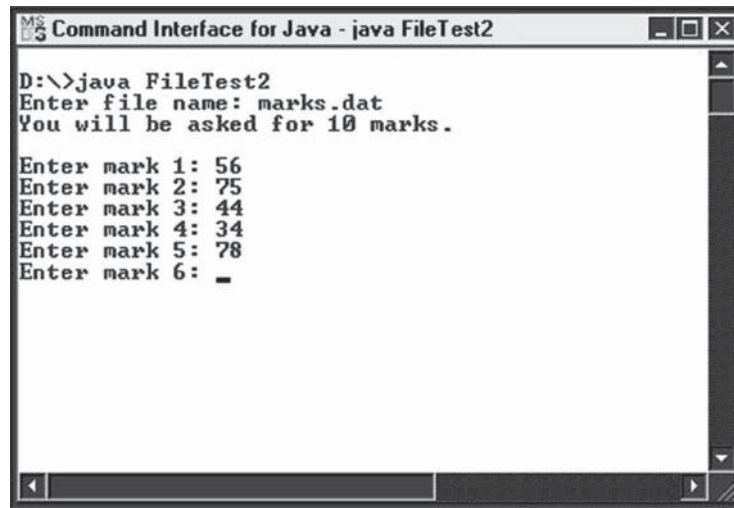 Command Interface for Java - java FileTest2
D:\>java FileTest2
Enter file name: marks.dat
You will be asked for 10 marks.
Enter mark 1: 56
Enter mark 2: 75
Enter mark 3: 44
Enter mark 4: 34
Enter mark 5: 78
Enter mark 6: _